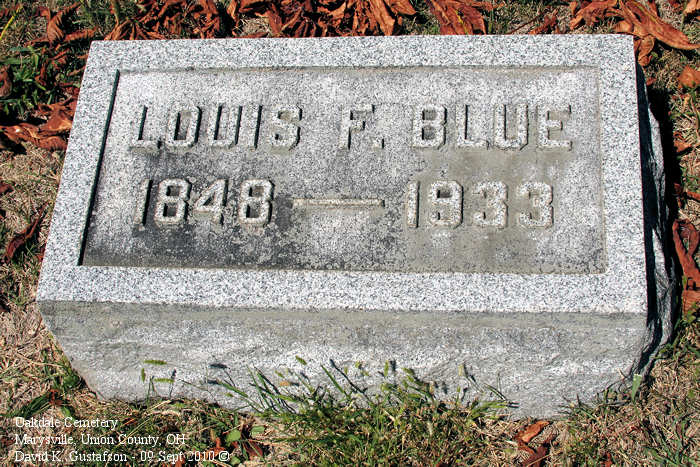 LOUIS F. BLUE
1848 — 1933
Oakdale Cemetery
Marysville, Union County, OH
David K. Gustafson - 09 Sept 2010 ©